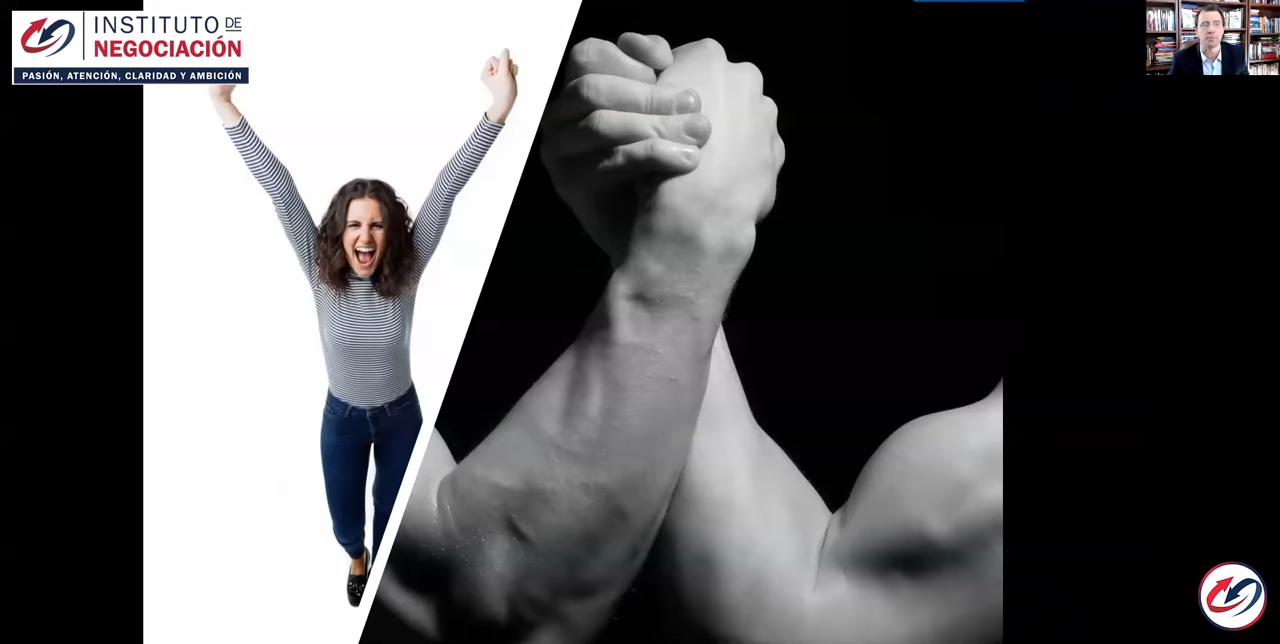 INSTITUTO DE
NEGOCIACIÓN
PASIÓN, ATENCIÓN, CLARIDAD Y AMBICIÓN